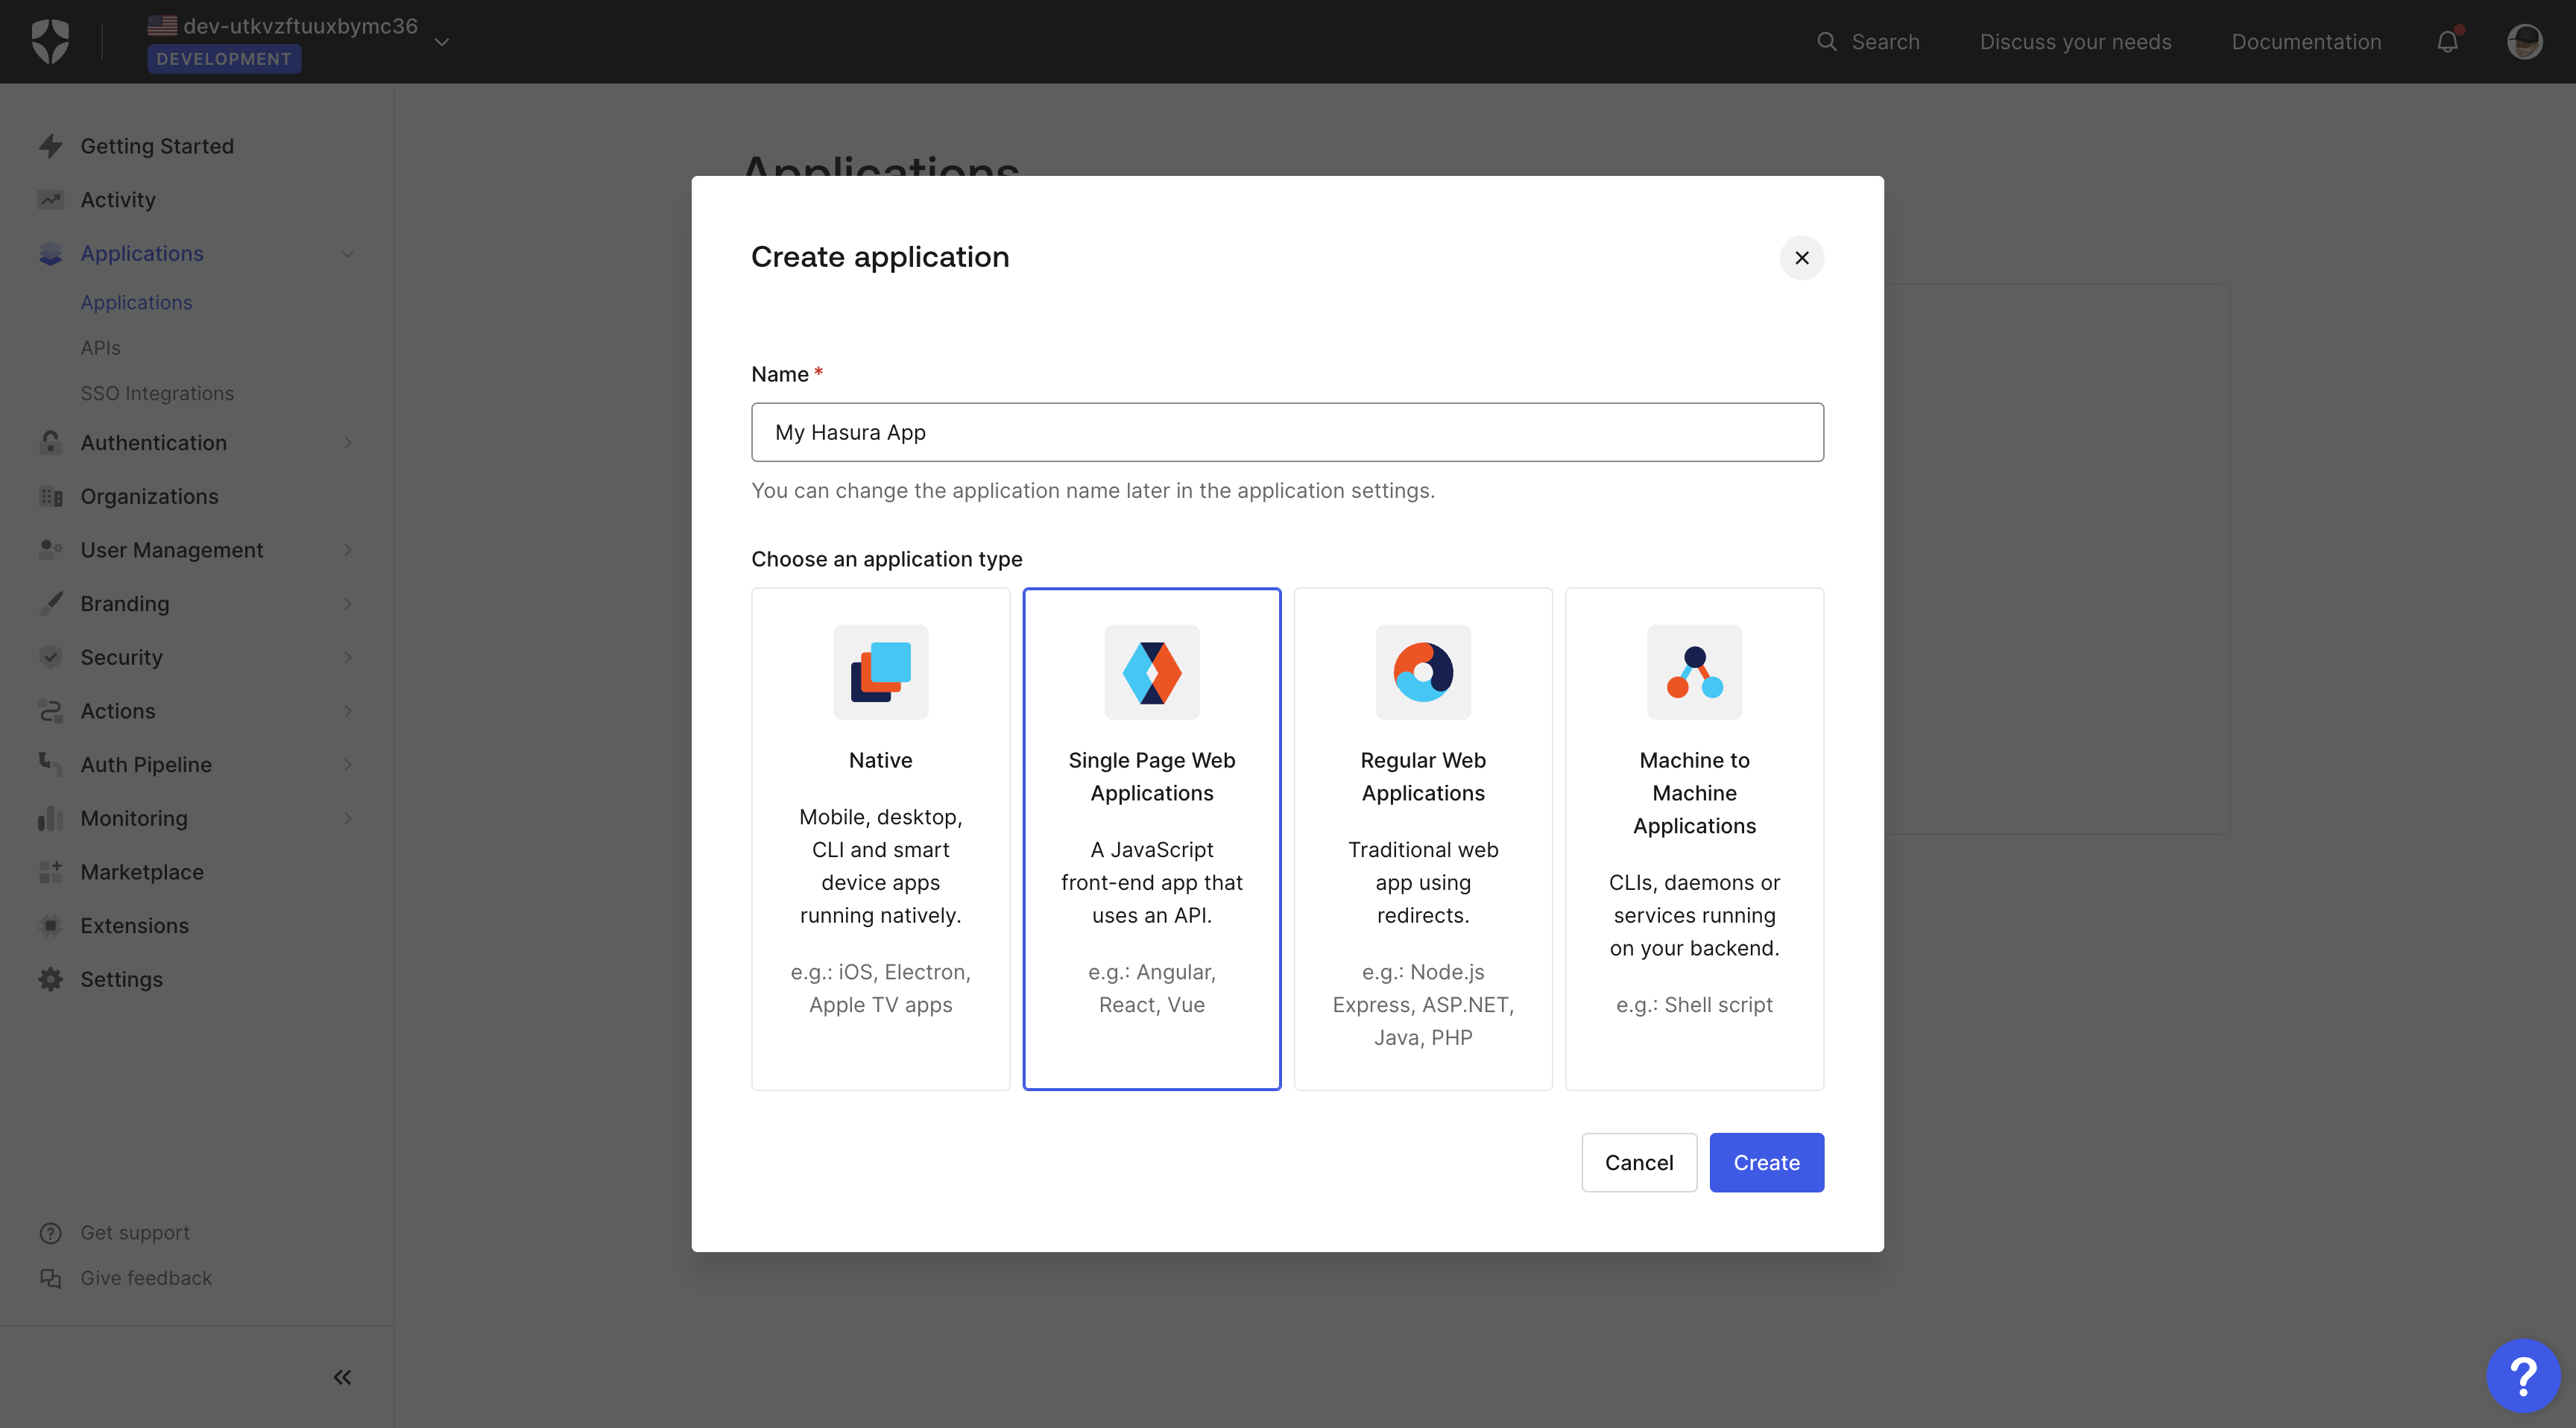 dev-utkvzftuuxbymc36
DEVELOPMENT
Search
Discuss your needs
Documentation
Getting Started
Activity
Applications
Applications
APIs
SSO Integrations
Authentication
Organizations
User Management
Branding
Security
Actions
Auth Pipeline
Monitoring
Marketplace
Extensions
Settings
Get support
Give feedback
Applications
Create application
Name *
My Hasura App
You can change the application name later in the application settings.
Choose an application type
Native
Mobile, desktop,
CLI and smart
device apps
running natively.
e.g.: iOS, Electron,
Apple TV apps
Single Page Web
Applications
A JavaScript
front-end app that
uses an API.
e.g.: Angular,
React, Vue
Regular Web
Applications
Traditional web
app using
redirects.
e.g.: Node.js
Express, ASP.NET,
Java, PHP
Machine to
Machine
Applications
CLIs, daemons or
services running
on your backend.
e.g.: Shell script
Cancel
Create
?